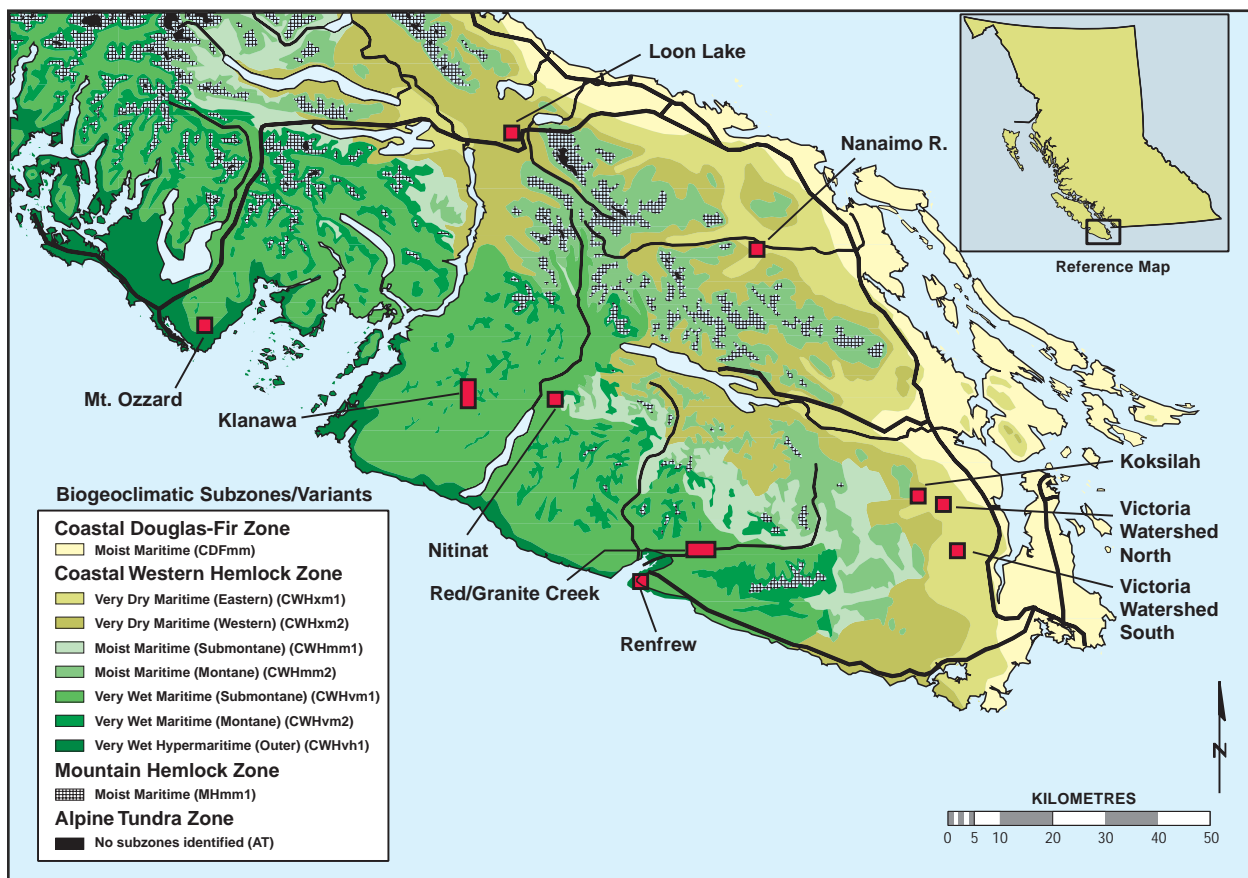 Loon Lake
Nanaimo R.
Reference Map
Mt. Ozzard
Klanawa
Koksilah
Victoria
Watershed
North
Nitinat
Red/Granite Creek
Victoria
Watershed
South
Renfrew
Biogeoclimatic Subzones/Variants
Coastal Douglas-Fir Zone
Moist Maritime (CDFmm)
Coastal Western Hemlock Zone
Very Dry Maritime (Eastern) (CWHxm1)
Very Dry Maritime (Western) (CWHxm2)
Moist Maritime (Submontane) (CWHmm1)
Moist Maritime (Montane) (CWHmm2)
Very Wet Maritime (Submontane) (CWHvm1)
Very Wet Maritime (Montane) (CWHvm2)
Very Wet Hypermaritime (Outer) (CWHvh1)
Mountain Hemlock Zone
Moist Maritime (MHmm1)
Alpine Tundra Zone
No subzones identified (AT)
N
KILOMETRES
0 5 10 20 30 40 50